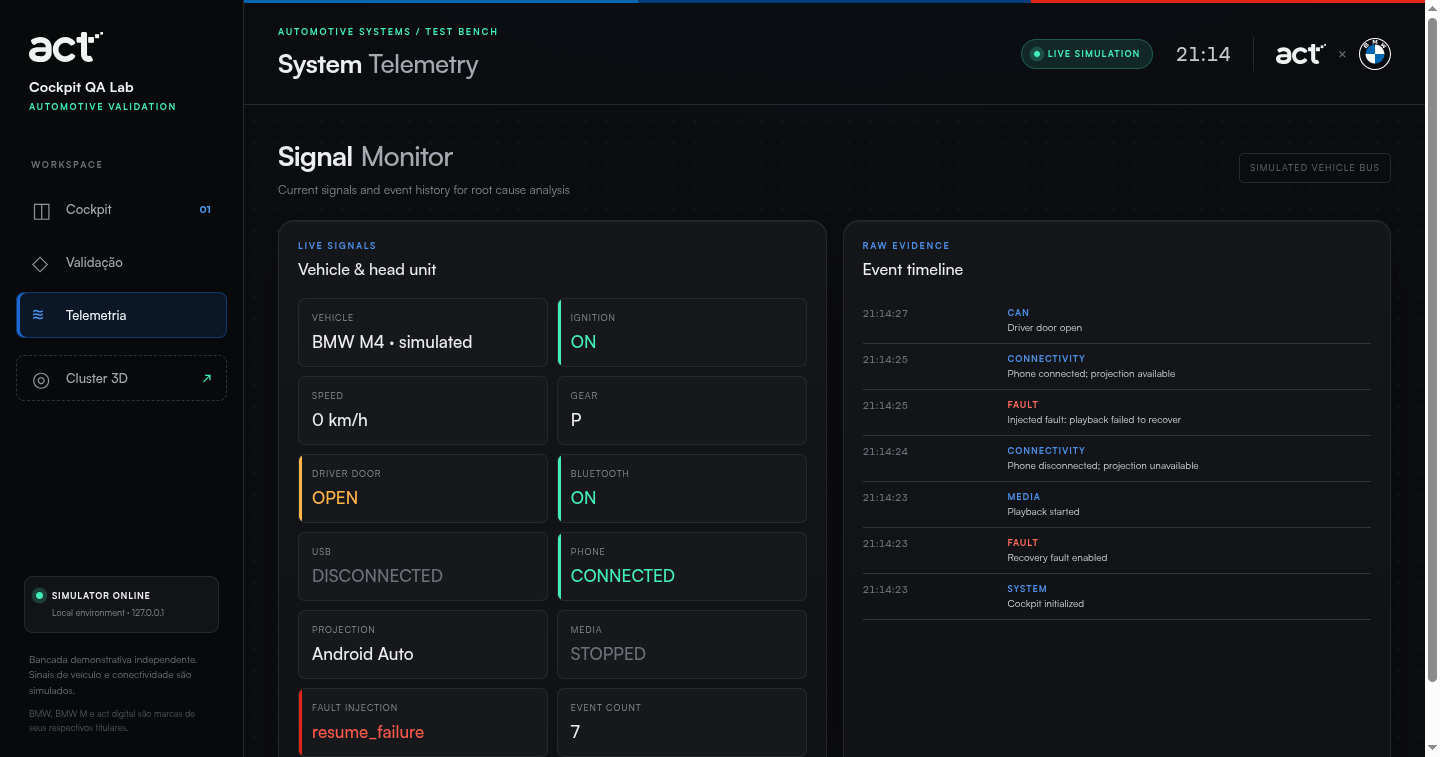 act
Cockpit QA Lab
AUTOMOTIVE VALIDATION
WORKSPACE
Cockpit 01
Validação
Telemetria
Cluster 3D
SIMULATOR ONLINE
Local environment · 127.0.0.1
Bancada demonstrativa independente.
Sinais de veículo e conectividade são
simulados.
BMW, BMW M e act digital são marcas de
seus respectivos titulares.
AUTOMOTIVE SYSTEMS / TEST BENCH
System Telemetry
LIVE SIMULATION
21:14
act × BMW
Signal Monitor
Current signals and event history for root cause analysis
SIMULATED VEHICLE BUS
LIVE SIGNALS
Vehicle & head unit
VEHICLE
BMW M4 · simulated
IGNITION
ON
SPEED
0 km/h
GEAR
P
DRIVER DOOR
OPEN
BLUETOOTH
ON
USB
DISCONNECTED
PHONE
CONNECTED
PROJECTION
Android Auto
MEDIA
STOPPED
FAULT INJECTION
resume_failure
EVENT COUNT
7
RAW EVIDENCE
Event timeline
21:14:27 CAN
Driver door open
21:14:25 CONNECTIVITY
Phone connected; projection available
21:14:25 FAULT
Injected fault: playback failed to recover
21:14:24 CONNECTIVITY
Phone disconnected; projection unavailable
21:14:23 MEDIA
Playback started
21:14:23 FAULT
Recovery fault enabled
21:14:23 SYSTEM
Cockpit initialized